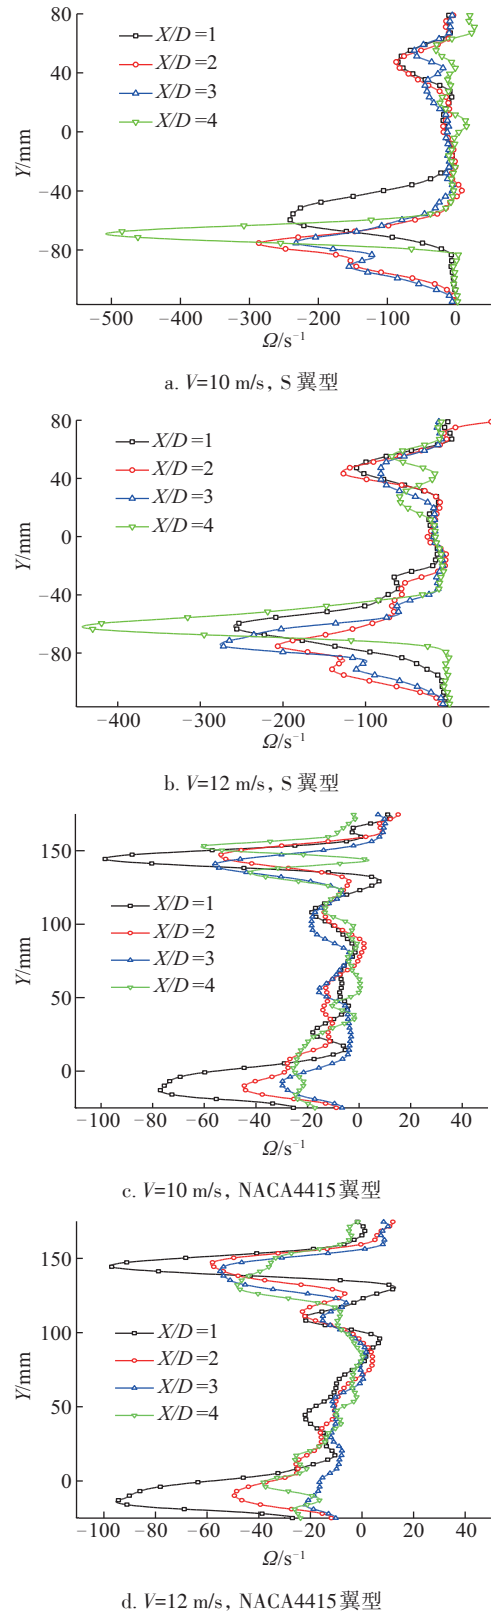 80
40
0
−40
−80
Y/mm
X/D=1
X/D=2
X/D=3
X/D=4
−500 −400 −300 −200 −100 0
Ω/s⁻¹
a. V=10 m/s, S 翼型
80
40
0
−40
−80
Y/mm
X/D=1
X/D=2
X/D=3
X/D=4
−400 −300 −200 −100 0
Ω/s⁻¹
b. V=12 m/s, S 翼型
150
100
50
0
Y/mm
X/D=1
X/D=2
X/D=3
X/D=4
−100 −80 −60 −40 −20 0 20 40
Ω/s⁻¹
c. V=10 m/s, NACA4415翼型
150
100
50
0
Y/mm
X/D=1
X/D=2
X/D=3
X/D=4
−100 −80 −60 −40 −20 0 20 40
Ω/s⁻¹
d. V=12 m/s, NACA4415翼型